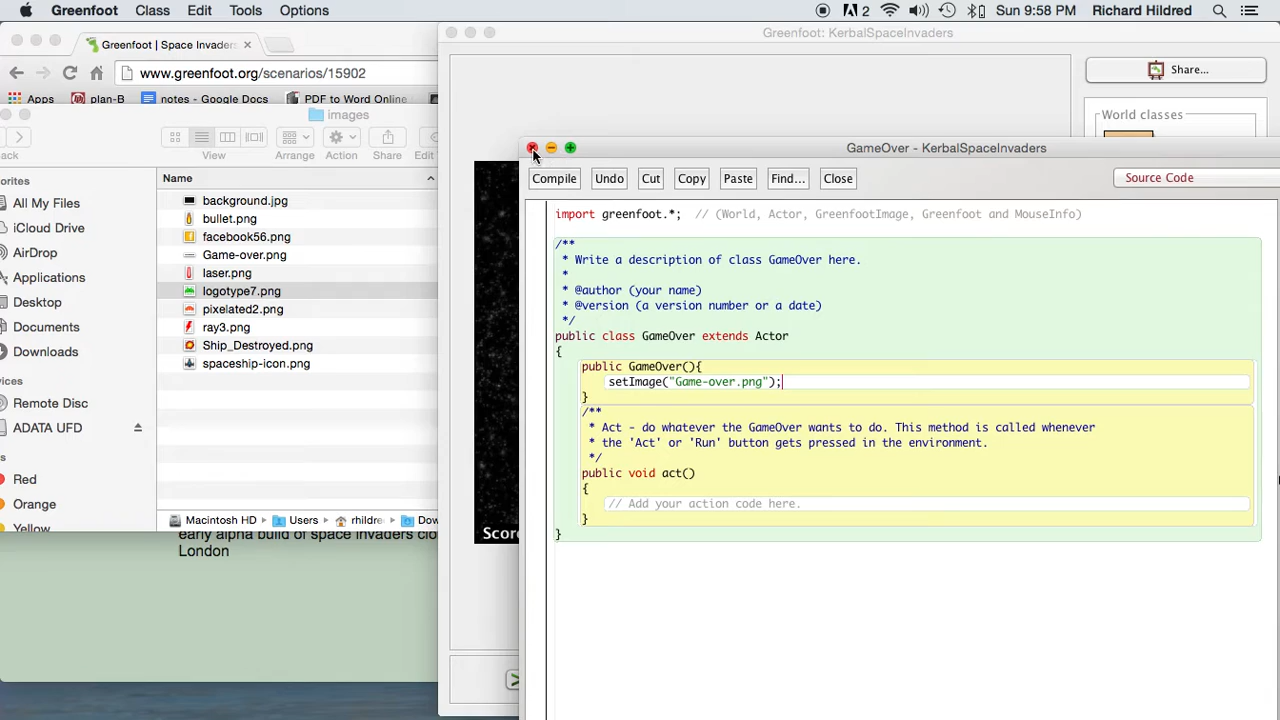 Greenfoot Class Edit Tools Options 2 Sun 9:58 PM Richard Hildred
Greenfoot | Space Invaders
Greenfoot: KerbalSpaceInvaders
www.greenfoot.org/scenarios/15902
Share...
Apps plan-B notes - Google Docs PDF to Word Online
images
World classes
View Arrange Action Share Edit
GameOver - KerbalSpaceInvaders
Compile Undo Cut Copy Paste Find... Close Source Code
Name
All My Files
iCloud Drive
AirDrop
Applications
Desktop
Documents
Downloads
Remote Disc
ADATA UFD
Red
Orange
Yellow
background.jpg
bullet.png
facebook56.png
Game-over.png
laser.png
logotype7.png
pixelated2.png
ray3.png
Ship_Destroyed.png
spaceship-icon.png
Macintosh HD Users rhildre Dow
early alpha build of space invaders clo
London
Score
import greenfoot.*; // (World, Actor, GreenfootImage, Greenfoot and MouseInfo)
/**
* Write a description of class GameOver here.
*
* @author (your name)
* @version (a version number or a date)
*/
public class GameOver extends Actor
{
public GameOver(){
setImage("Game-over.png");
}
/**
* Act - do whatever the GameOver wants to do. This method is called whenever
* the 'Act' or 'Run' button gets pressed in the environment.
*/
public void act()
{
// Add your action code here.
}
}